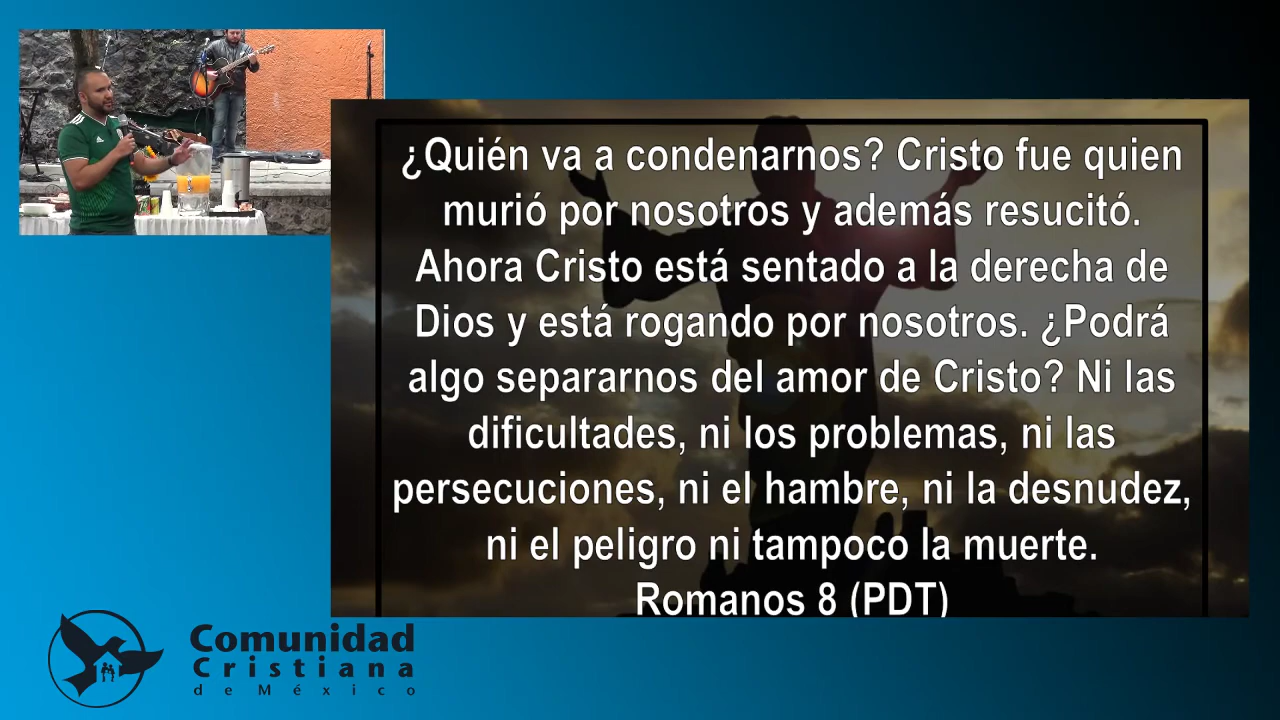 ¿Quién va a condenarnos? Cristo fue quien
murió por nosotros y además resucitó.
Ahora Cristo está sentado a la derecha de
Dios y está rogando por nosotros. ¿Podrá
algo separarnos del amor de Cristo? Ni las
dificultades, ni los problemas, ni las
persecuciones, ni el hambre, ni la desnudez,
ni el peligro ni tampoco la muerte.
Romanos 8 (PDT)
Comunidad
Cristiana
de México